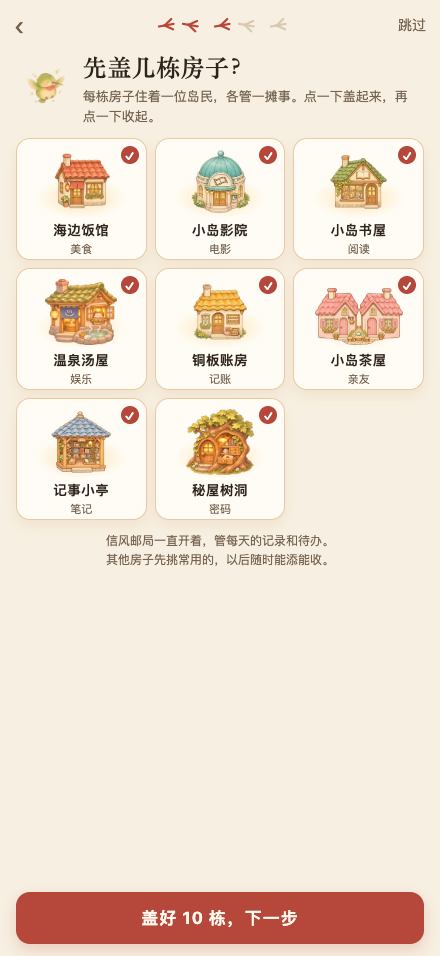 跳过
先盖几栋房子?
每栋房子住着一位岛民，各管一摊事。点一下盖起来，再
点一下收起。
海边饭馆
美食
小岛影院
电影
小岛书屋
阅读
温泉汤屋
娱乐
铜板账房
记账
小岛茶屋
亲友
记事小亭
笔记
秘屋树洞
密码
信风邮局一直开着，管每天的记录和待办。
其他房子先挑常用的，以后随时能添能收。
盖好 10 栋，下一步